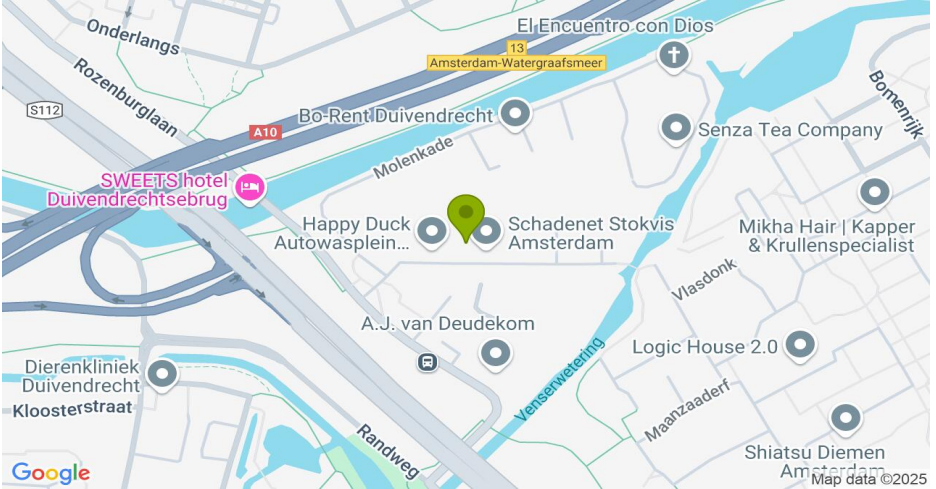 El Encuentro con Dios
Onderlangs
13
Amsterdam-Watergraafsmeer
Rozenburglaan
S112
Bomenrijk
Bo-Rent Duivendrecht
A10
Senza Tea Company
Molenkade
SWEETS hotel
Duivendrechtsebrug
Happy Duck
Autowasplein...
Schadenet Stokvis
Amsterdam
Mikha Hair | Kapper
& Krullenspecialist
Vlasdonk
A.J. van Deudekom
Logic House 2.0
Dierenkliniek
Duivendrecht
Venserwetering
Kloosterstraat
Maanzaaderf
Randweg
Shiatsu Diemen
Amsterdam
Google
Map data ©2025